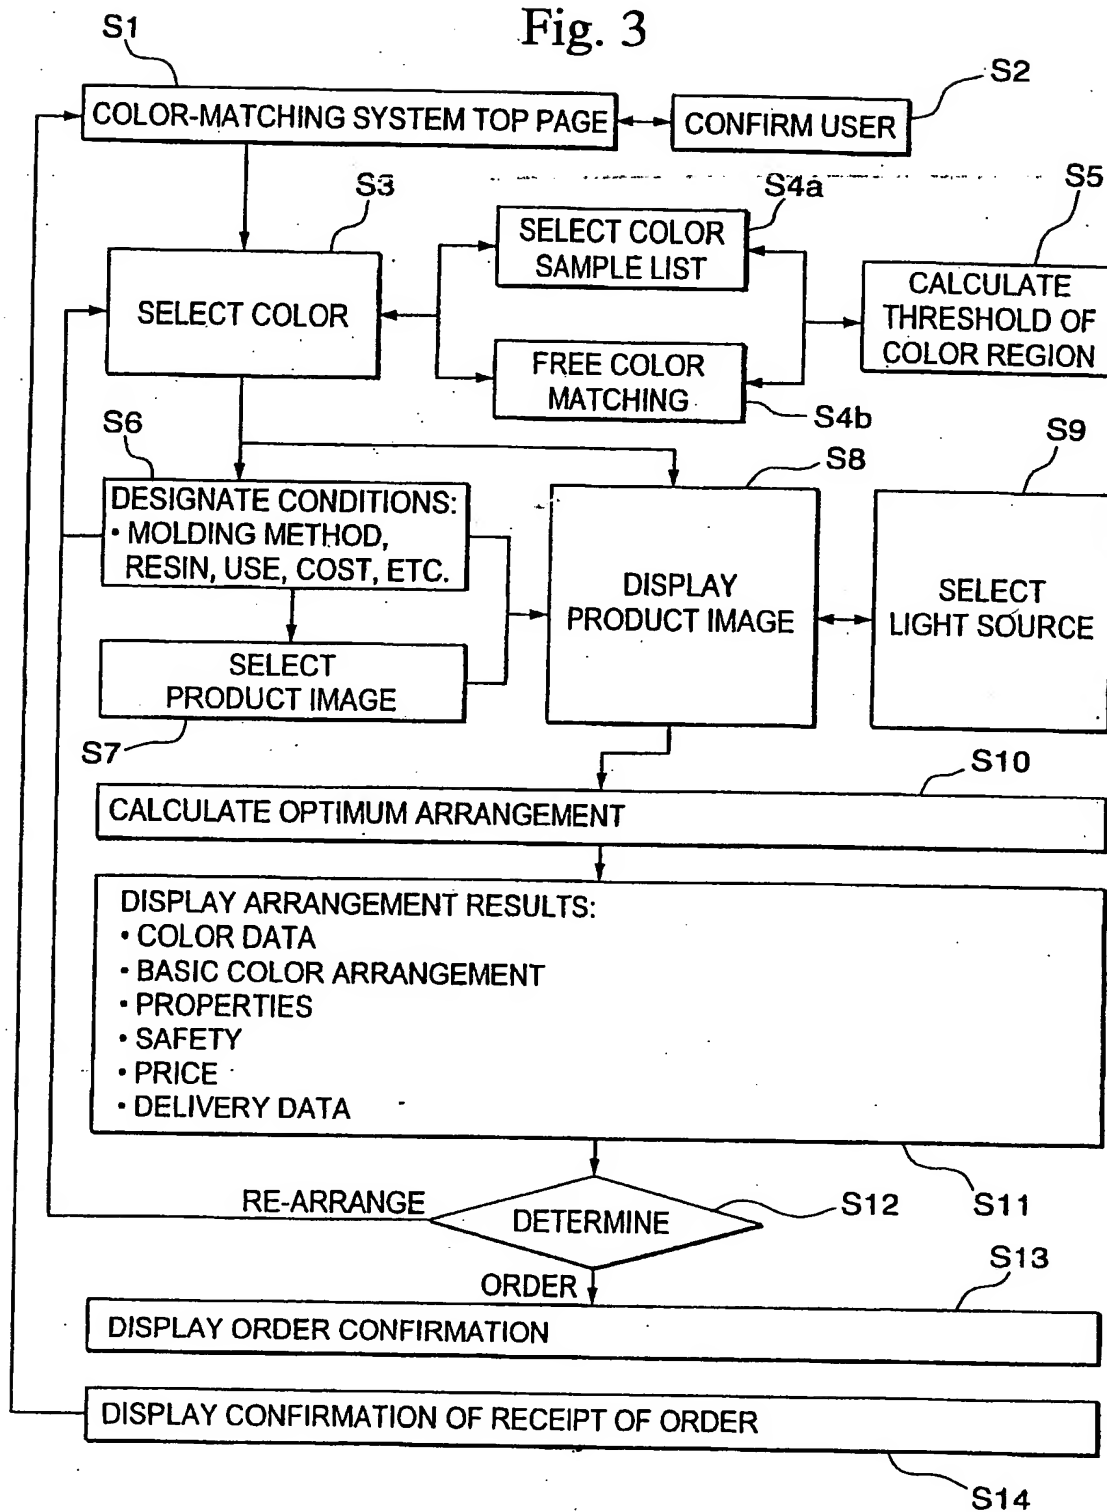 Fig. 3
S1
S2
COLOR-MATCHING SYSTEM TOP PAGE
CONFIRM USER
S3
S4a
S5
SELECT COLOR
SELECT COLOR
SAMPLE LIST
CALCULATE
THRESHOLD OF
COLOR REGION
FREE COLOR
MATCHING
S4b
S6
S8
S9
DESIGNATE CONDITIONS:
• MOLDING METHOD,
RESIN, USE, COST, ETC.
DISPLAY
PRODUCT IMAGE
SELECT
LIGHT SOURCE
SELECT
PRODUCT IMAGE
S7
S10
CALCULATE OPTIMUM ARRANGEMENT
DISPLAY ARRANGEMENT RESULTS:
• COLOR DATA
• BASIC COLOR ARRANGEMENT
• PROPERTIES
• SAFETY
• PRICE
• DELIVERY DATA
S11
RE-ARRANGE
DETERMINE
S12
ORDER
S13
DISPLAY ORDER CONFIRMATION
DISPLAY CONFIRMATION OF RECEIPT OF ORDER
S14